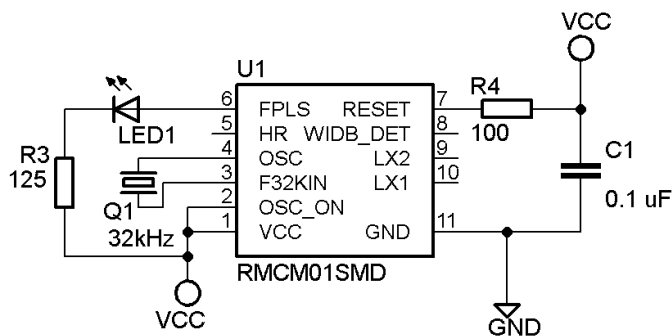 VCC
U1
R4
6 FPLS RESET 7
LED1
100
5 HR WIDB_DET 8
R3
125
4 OSC LX2 9
C1
3 F32KIN LX1 10
0.1 uF
Q1
2 OSC_ON
32kHz
1 VCC GND 11
RMCM01SMD
VCC
GND